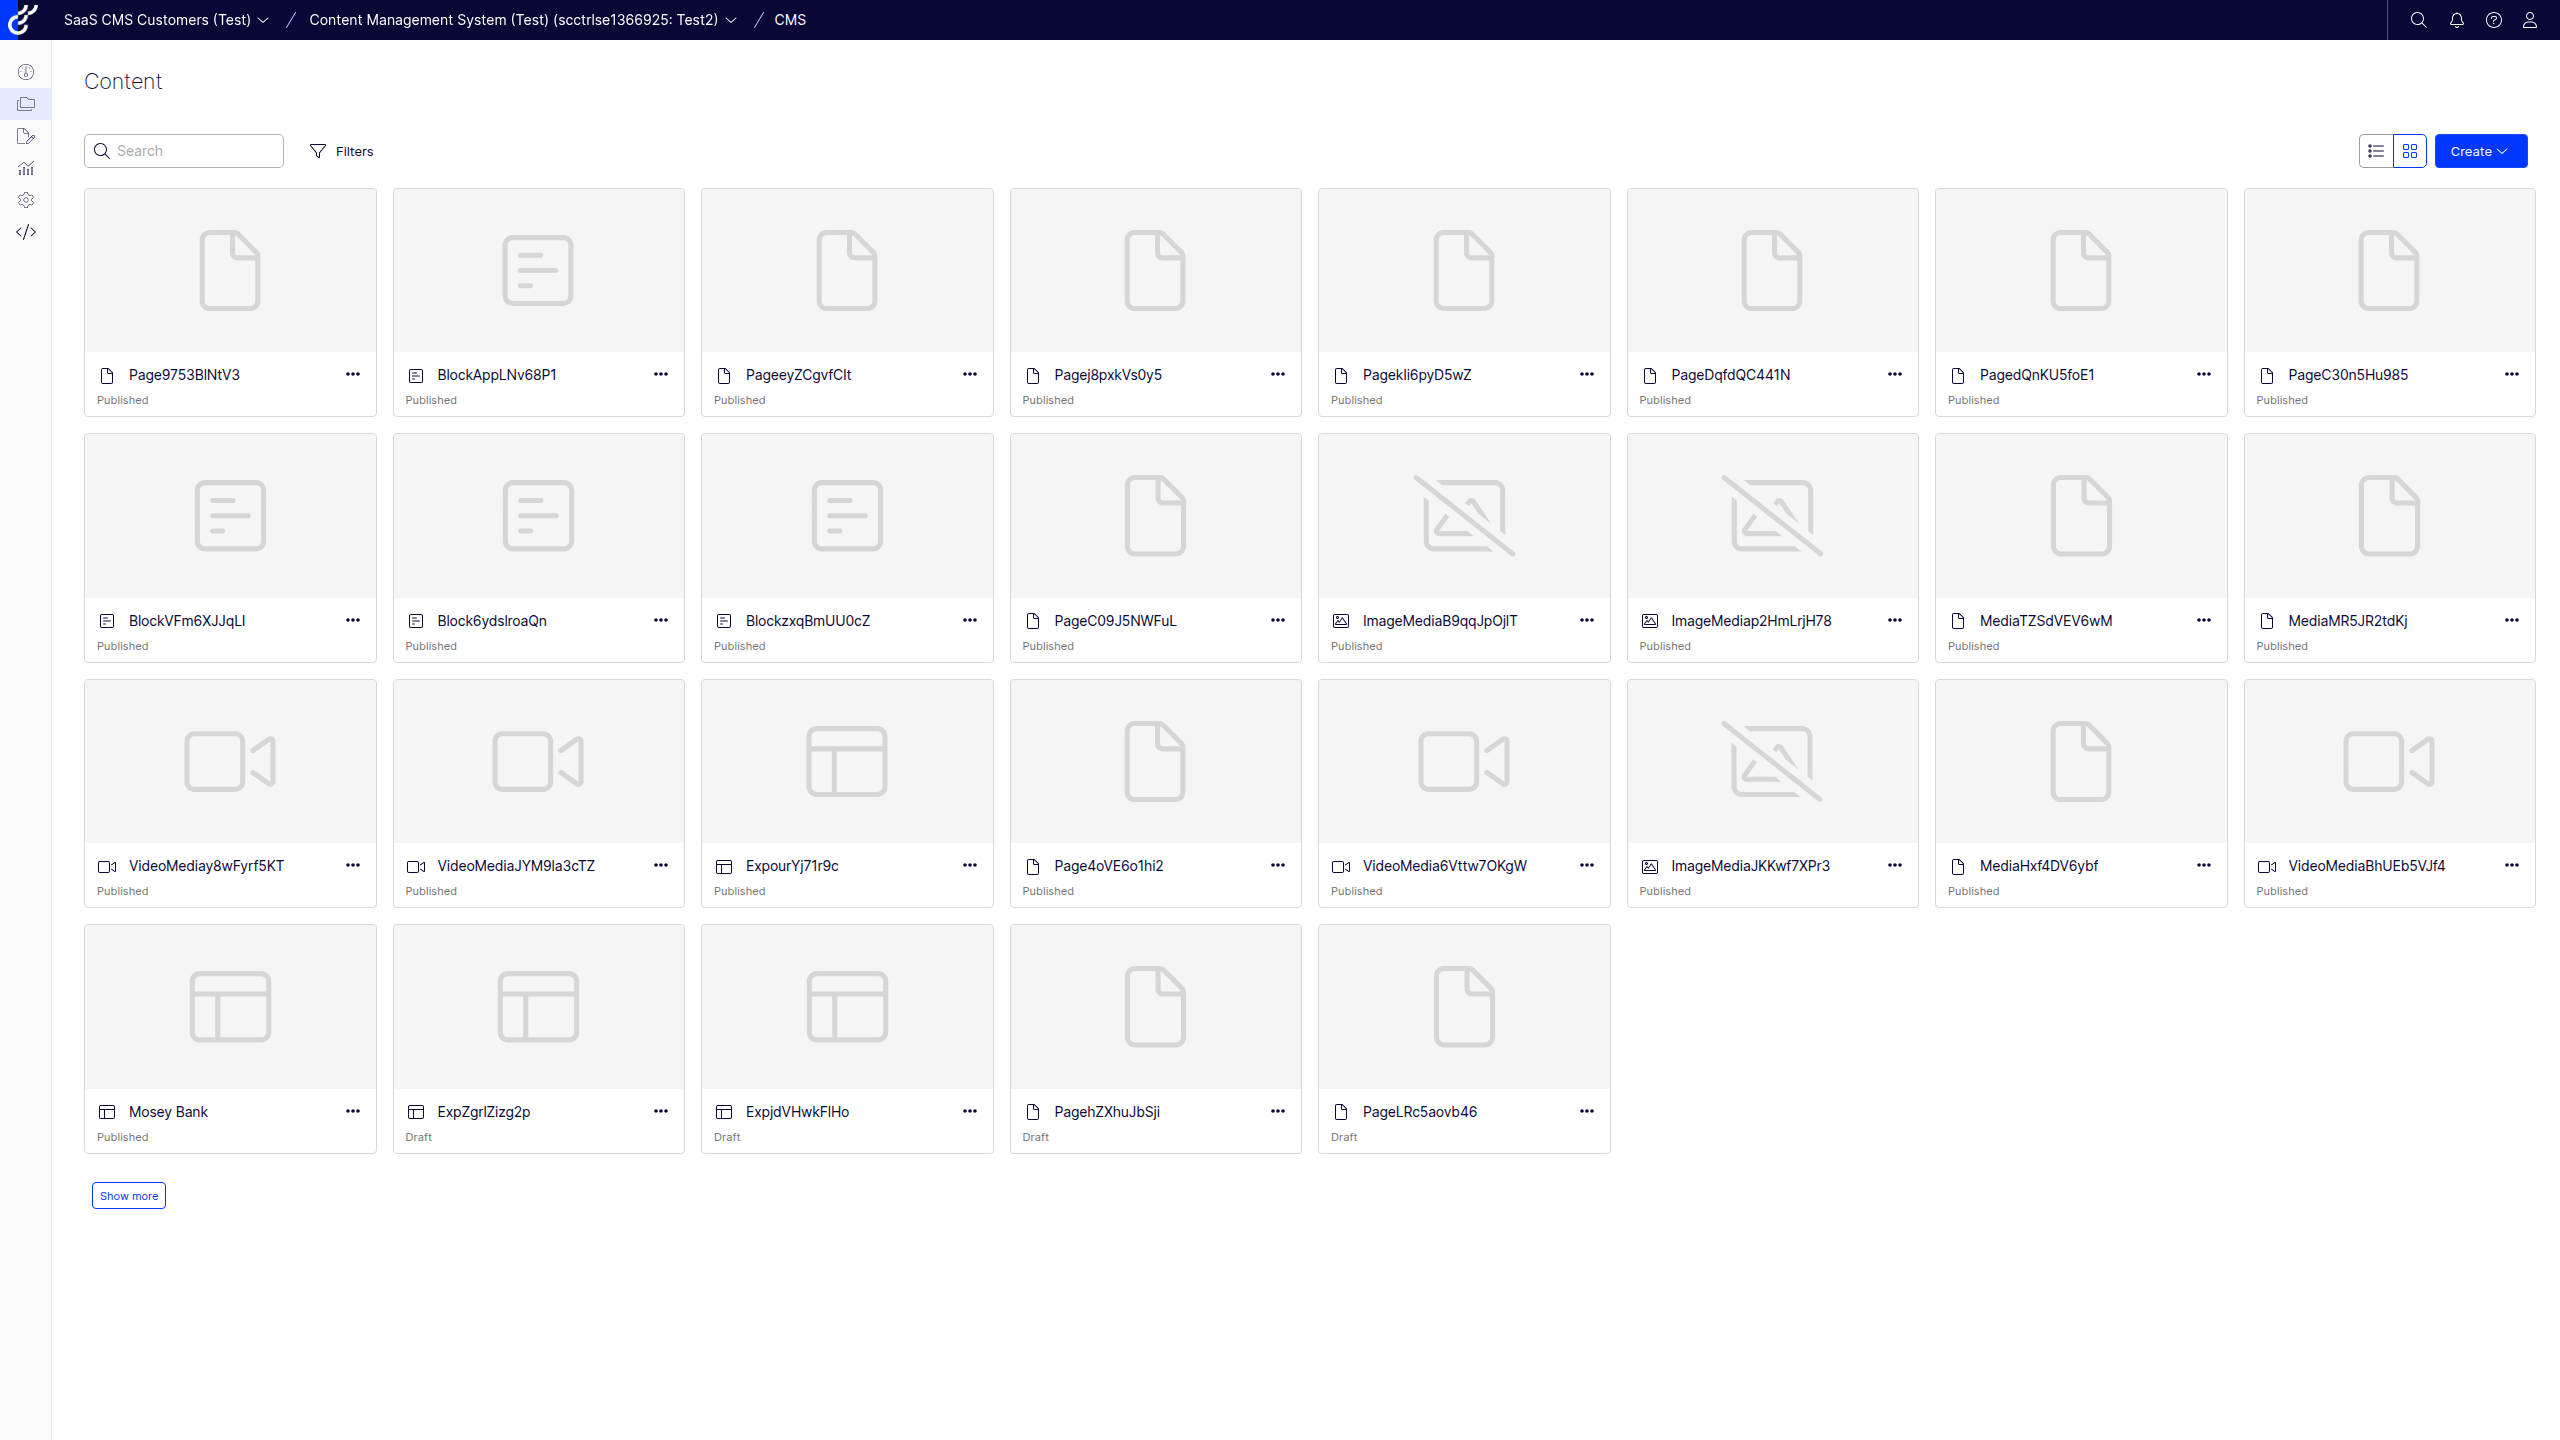 SaaS CMS Customers (Test) / Content Management System (Test) (scctrlse1366925: Test2) / CMS
Content
Search Filters Create
Page9753BlNtV3 BlockAppLNv68P1 PageeyZCgvfClt Pagej8pxkVs0y5 Pagekli6pyD5wZ PageDqfdQC441N PagedQnKU5foE1 PageC30n5Hu985
Published Published Published Published Published Published Published Published
BlockVFm6XJJqLl Block6ydslroaQn BlockzxqBmUU0cZ PageC09J5NWFuL ImageMediaB9qqJpOjlT ImageMediap2HmLrjH78 MediaTZSdVEV6wM MediaMR5JR2tdKj
Published Published Published Published Published Published Published Published
VideoMediay8wFyrf5KT VideoMediaJYM9la3cTZ ExpourYj71r9c Page4oVE6o1hi2 VideoMedia6Vttw7OKgW ImageMediaJKKwf7XPr3 MediaHxf4DV6ybf VideoMediaBhUEb5VJf4
Published Published Published Published Published Published Published Published
Mosey Bank ExpZgrlZizg2p ExpjdVHwkFlHo PagehZXhuJbSji PageLRc5aovb46
Published Draft Draft Draft Draft
Show more